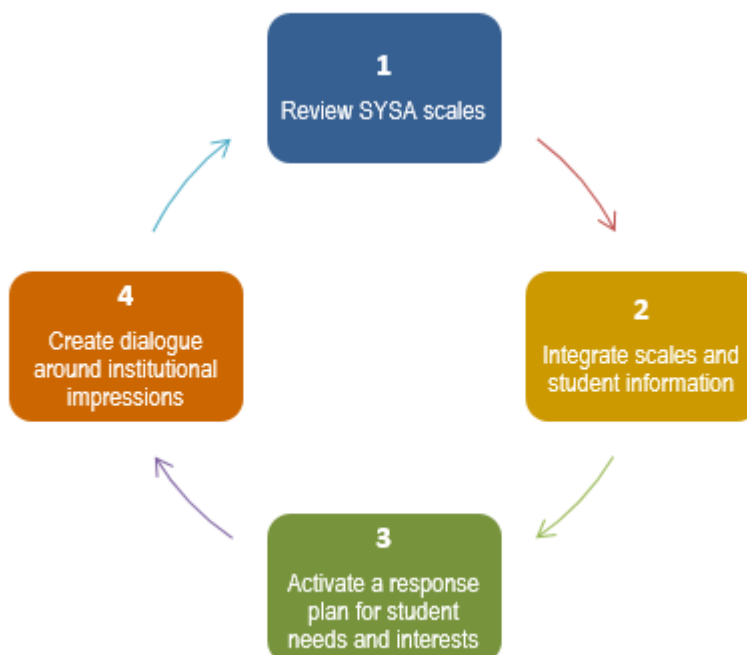 1
Review SYSA scales
2
Integrate scales and
student information
3
Activate a response
plan for student
needs and interests
4
Create dialogue
around institutional
impressions